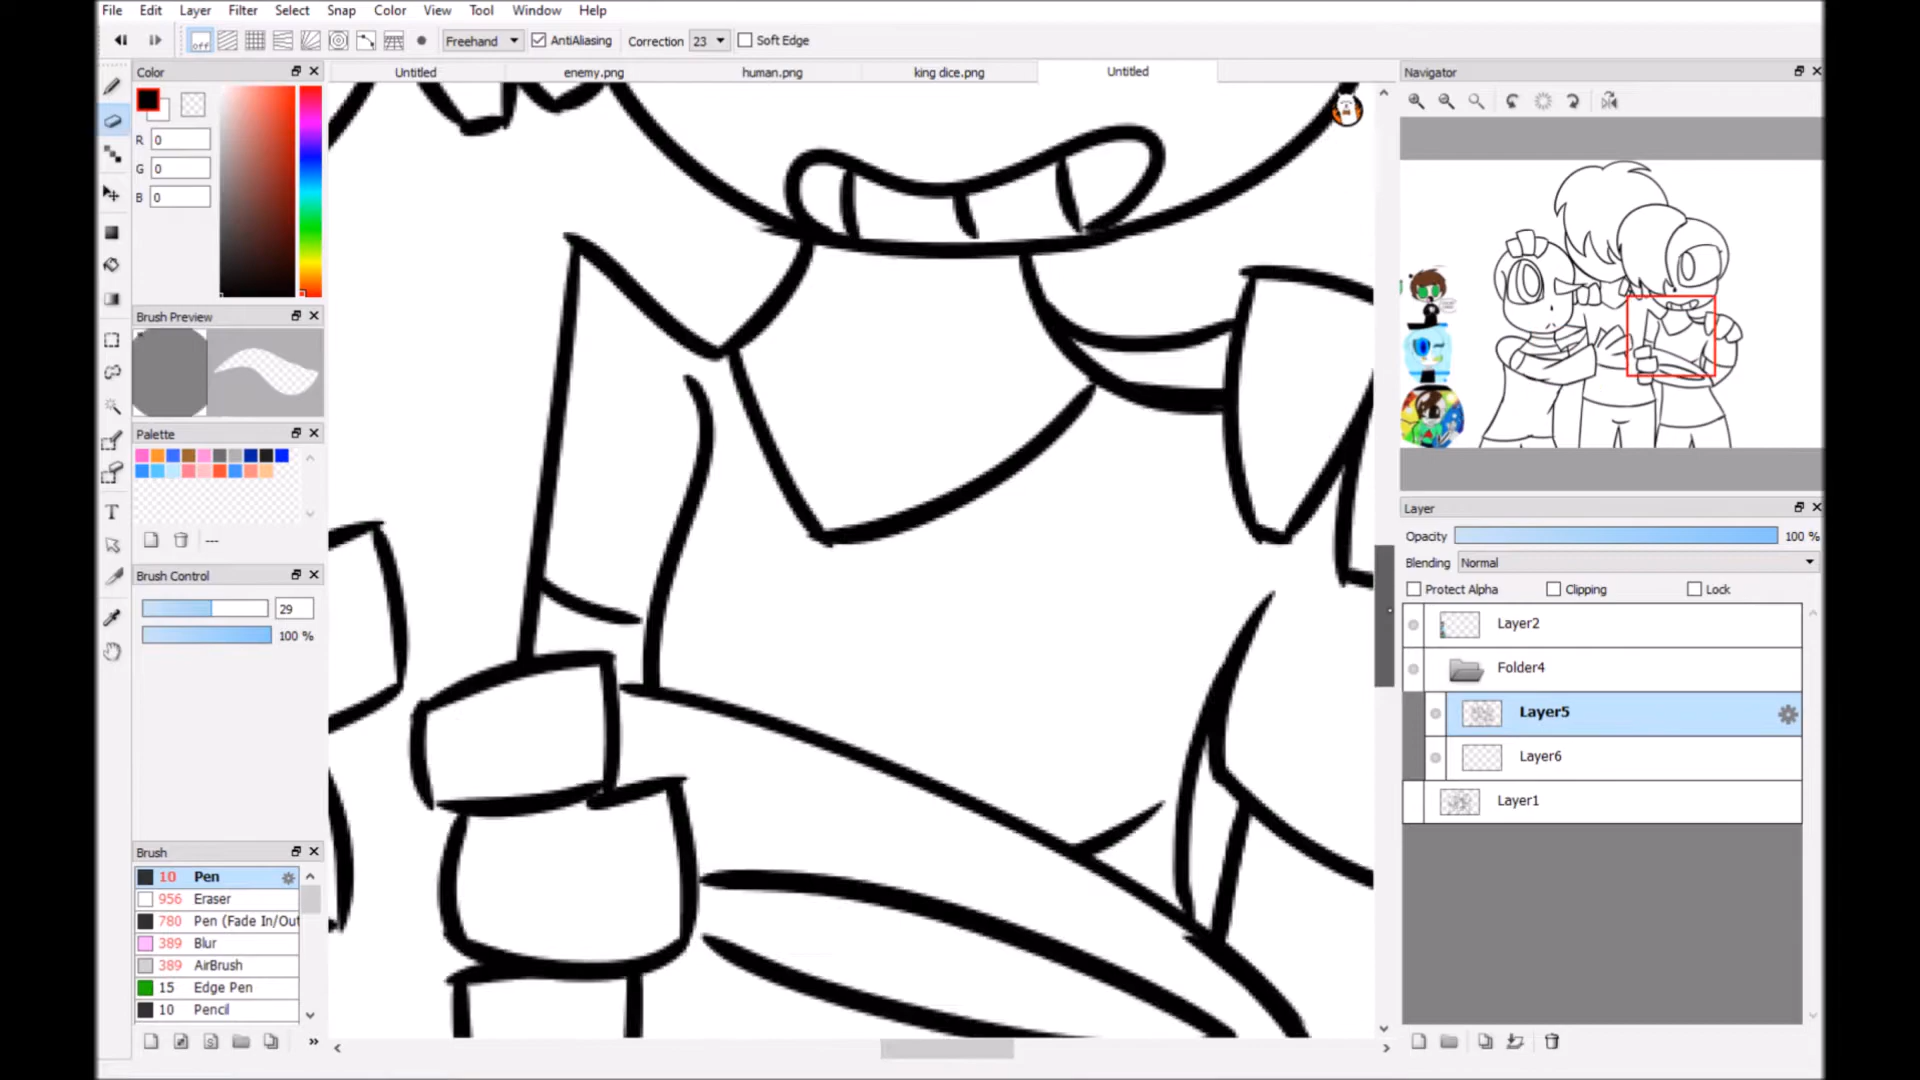 File Edit Layer Filter Select Snap Color View Tool Window Help
off Freehand AntiAliasing Correction 23 Soft Edge
Color
Untitled enemy.png human.png king dice.png Untitled
Navigator
R 0
G 0
B 0
Brush Preview
Palette
---
Brush Control
29
100 %
Brush
10 Pen
956 Eraser
780 Pen (Fade In/Out
389 Blur
389 AirBrush
15 Edge Pen
10 Pencil
Layer
Opacity 100 %
Blending Normal
Protect Alpha Clipping Lock
Layer2
Folder4
Layer5
Layer6
Layer1